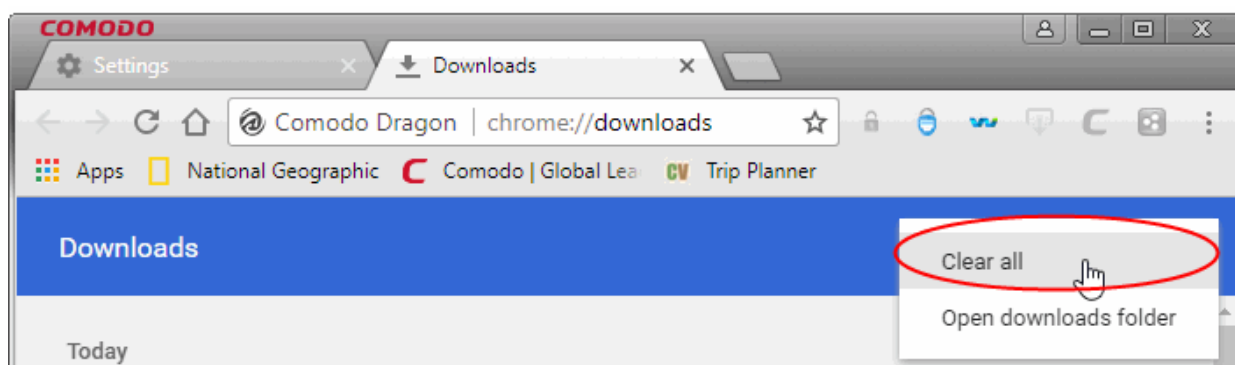 COMODO
Settings
Downloads
Comodo Dragon | chrome://downloads
Apps National Geographic Comodo | Global Lea CV Trip Planner
Downloads
Clear all
Open downloads folder
Today